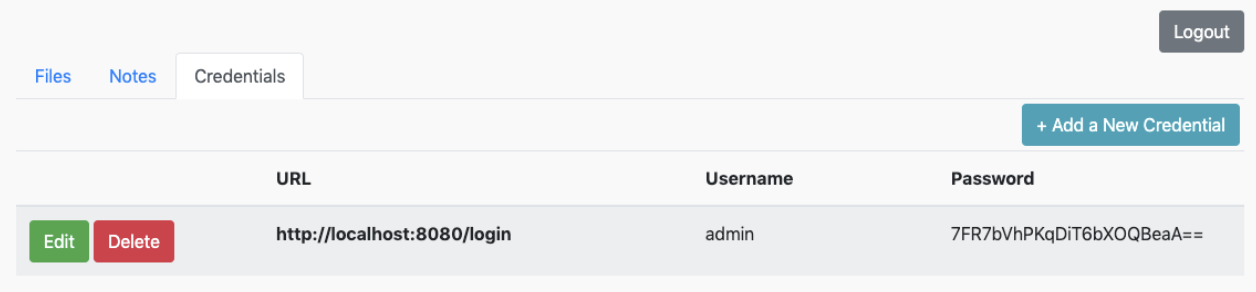 Logout
Files Notes Credentials
+ Add a New Credential
URL Username Password
Edit Delete http://localhost:8080/login admin 7FR7bVhPKqDiT6bXOQBeaA==